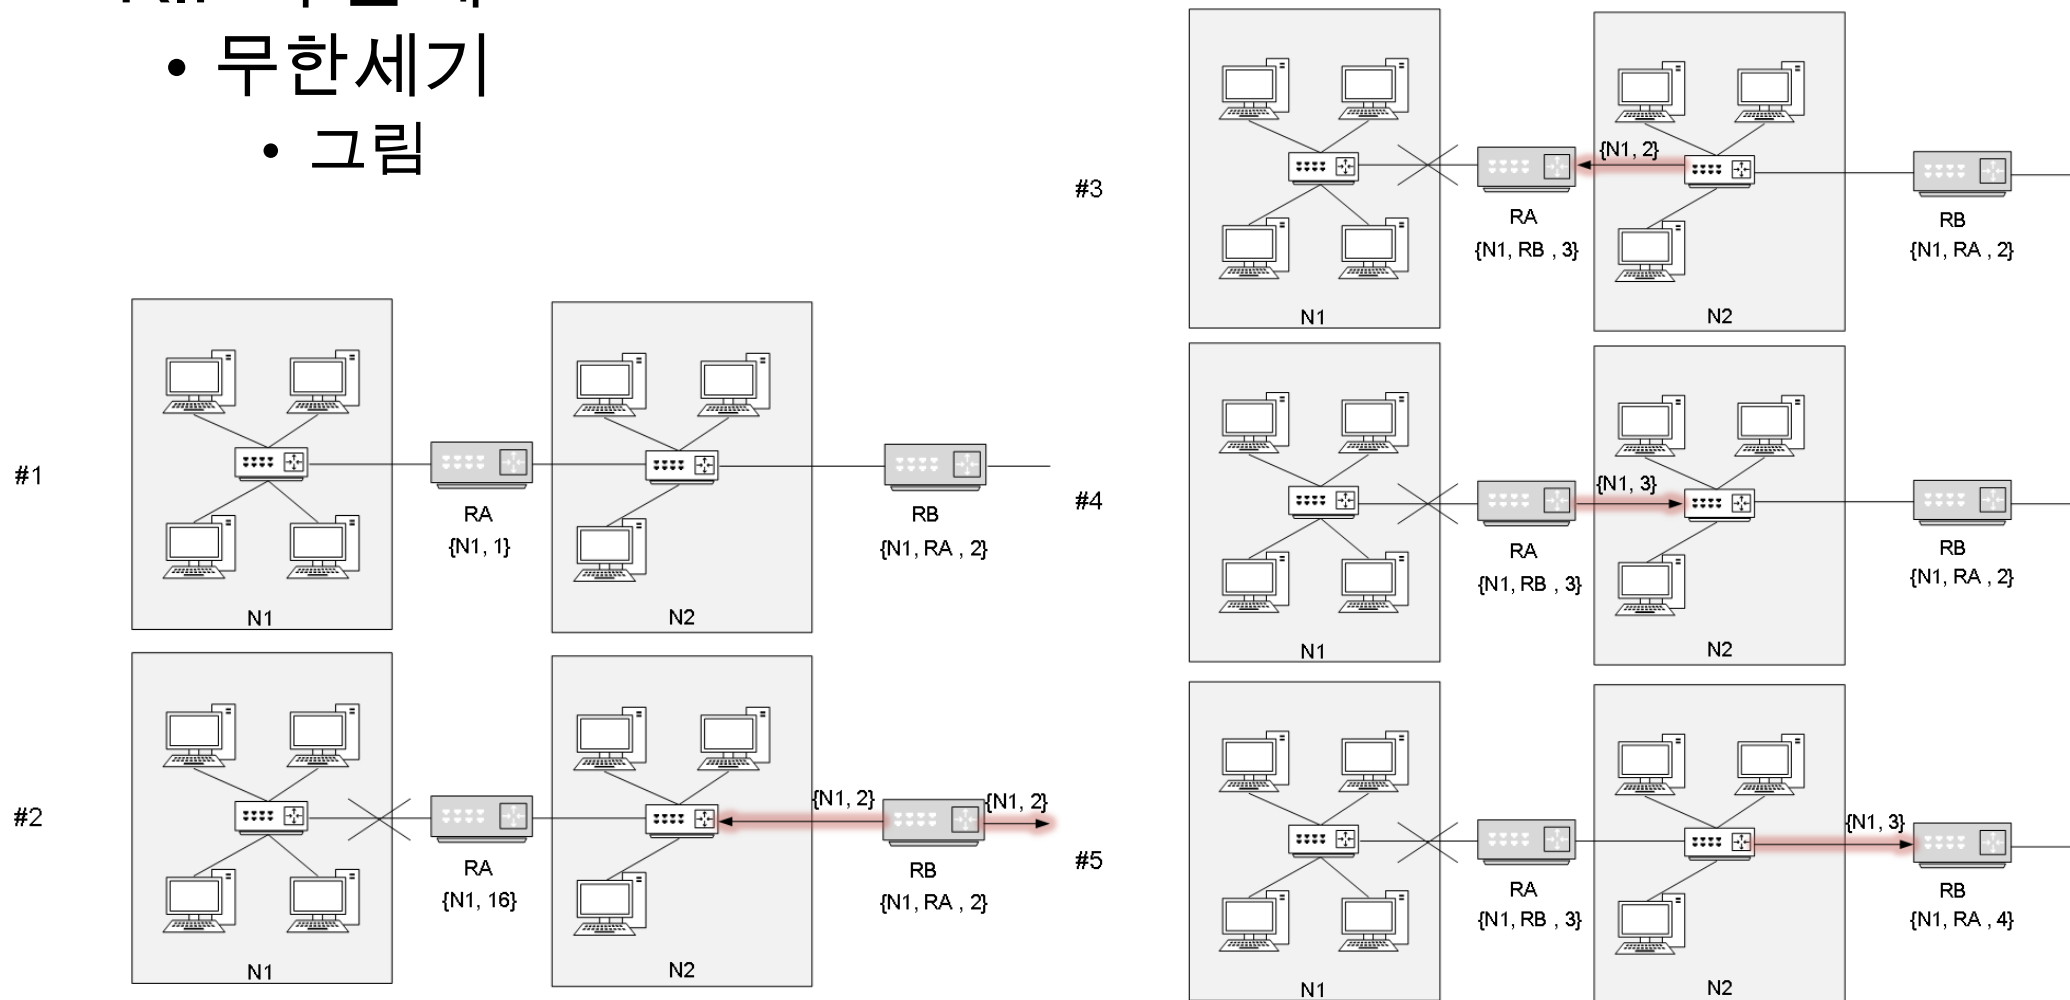 • 무한세기
• 그림
#1
RA
{N1, 1}
RB
{N1, RA , 2}
N1
N2
#2
{N1, 2}
{N1, 2}
RA
{N1, 16}
RB
{N1, RA , 2}
N1
N2
#3
{N1, 2}
RA
{N1, RB , 3}
RB
{N1, RA , 2}
N1
N2
#4
{N1, 3}
RA
{N1, RB , 3}
RB
{N1, RA , 2}
N1
N2
#5
{N1, 3}
RA
{N1, RB , 3}
RB
{N1, RA , 4}
N1
N2